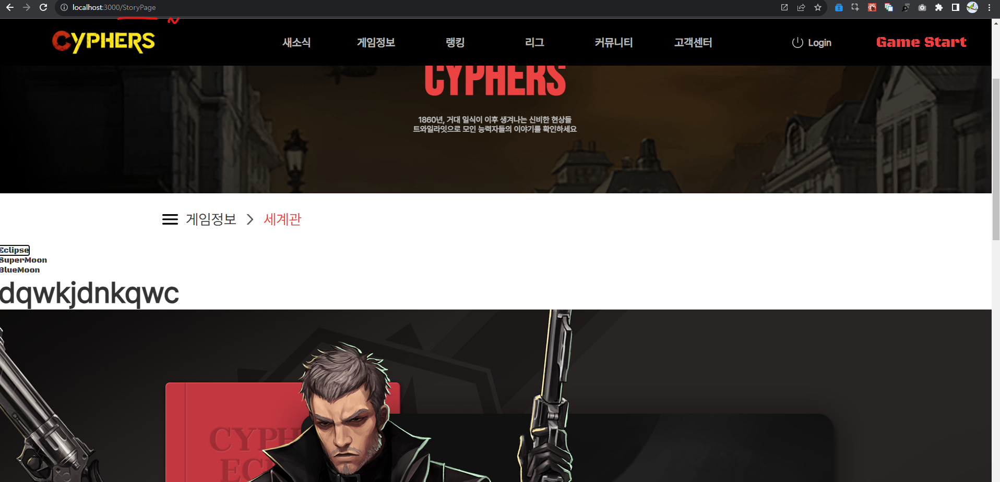 localhost:3000/StoryPage
CYPHERS
새소식
게임정보
랭킹
리그
커뮤니티
고객센터
Login
Game Start
CYPHERS
1860년, 거대 일식이 이후 생겨나는 신비한 현상들
트와일라잇으로 모인 능력자들의 이야기를 확인하세요
게임정보 > 세계관
Eclipse
SuperMoon
BlueMoon
dqwkjdnkqwc
CYPH
EC